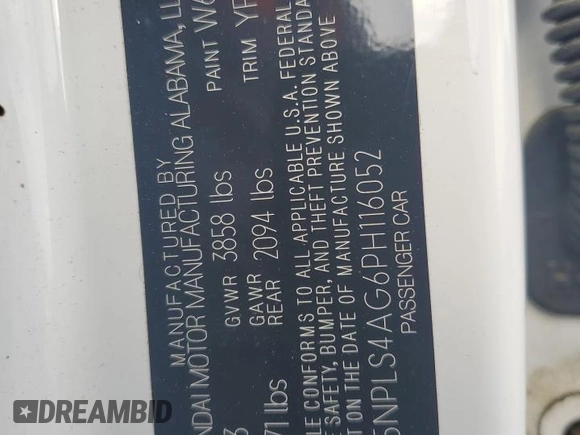 MANUFACTURED BY
NDAI MOTOR MANUFACTURING ALABAMA, LL
GVWR 3858 lbs
PAINT W6
GAWR
REAR 2094 lbs
TRIM YF
71 lbs
LE CONFORMS TO ALL APPLICABLE U.S.A. FEDERAL
SAFETY, BUMPER, AND THEFT PREVENTION STANDA
T ON THE DATE OF MANUFACTURE SHOWN ABOVE
5NPLS4AG6PH116052
PASSENGER CAR
DREAMBID